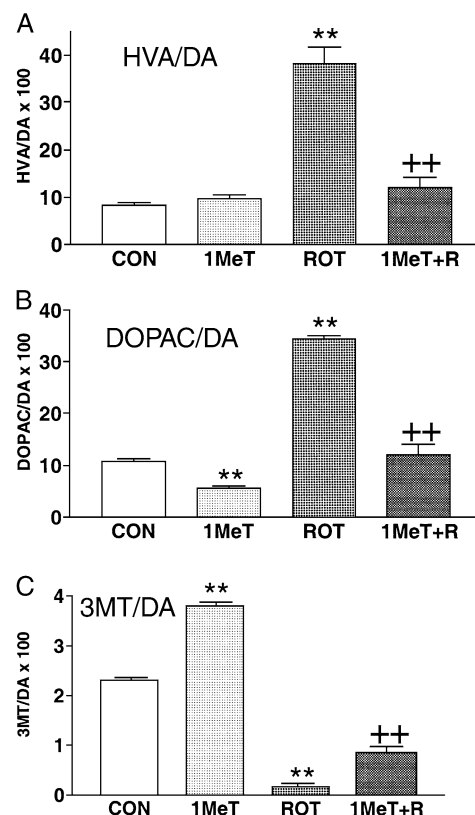 A
HVA/DA
HVA/DA x 100
40
30
20
10
0
**
++
CON 1MeT ROT 1MeT+R
B
DOPAC/DA
DOPAC/DA x 100
40
30
20
10
0
**
**
++
CON 1MeT ROT 1MeT+R
C
3MT/DA
3MT/DA x 100
4
3
2
1
0
**
**
++
CON 1MeT ROT 1MeT+R